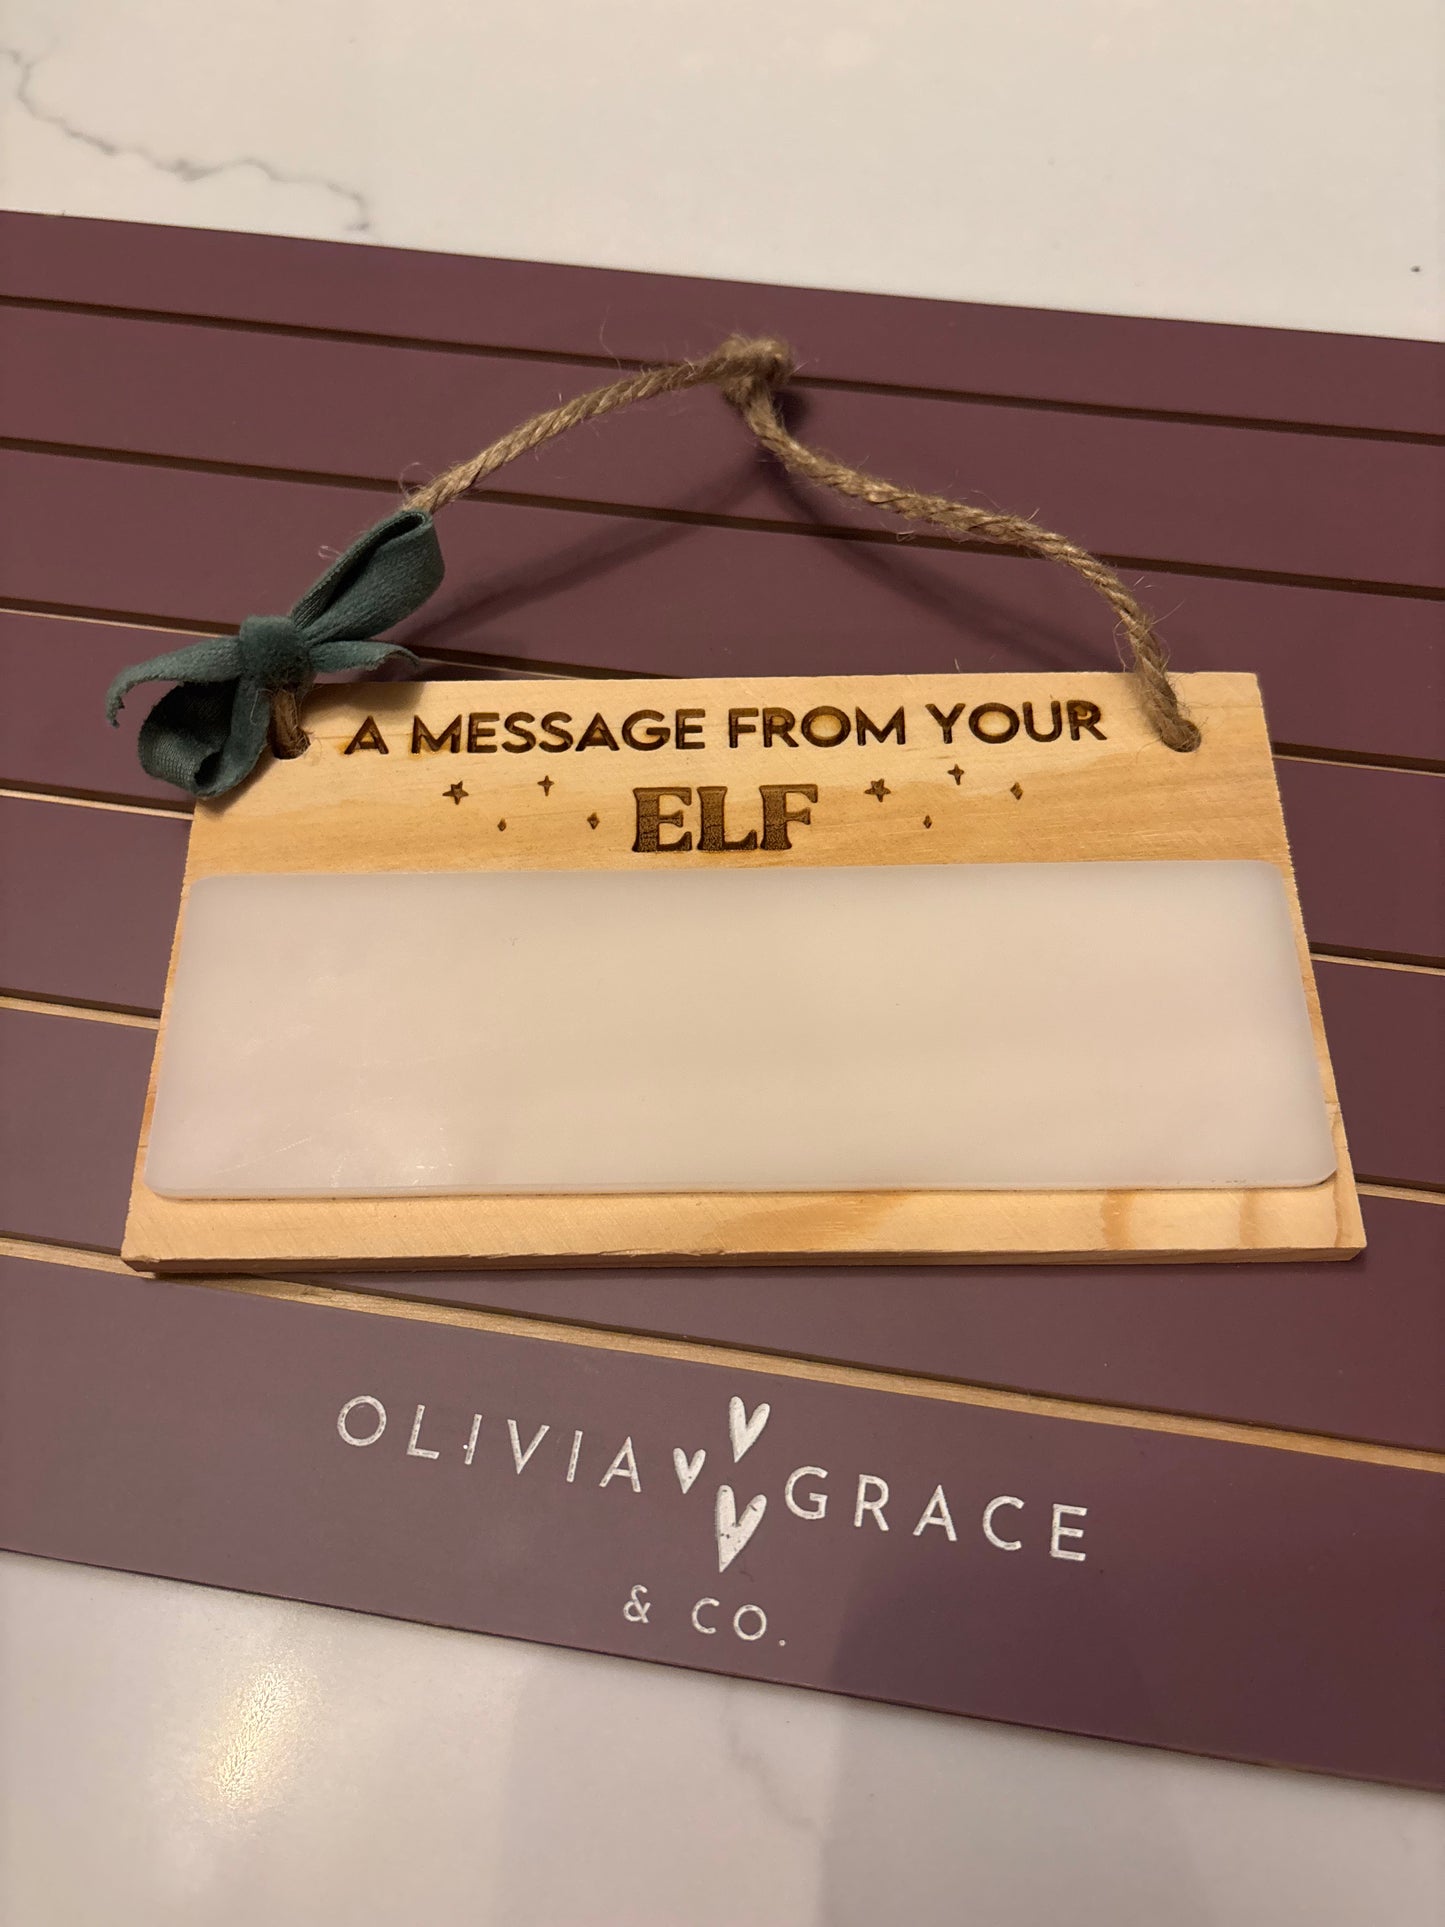 A MESSAGE FROM YOUR
ELF
OLIVIA GRACE
& CO.